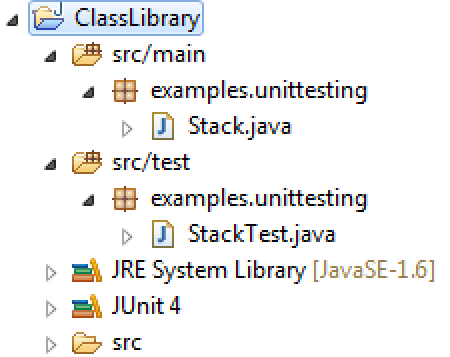 ClassLibrary
src/main
examples.unittesting
Stack.java
src/test
examples.unittesting
StackTest.java
JRE System Library [JavaSE-1.6]
JUnit 4
src